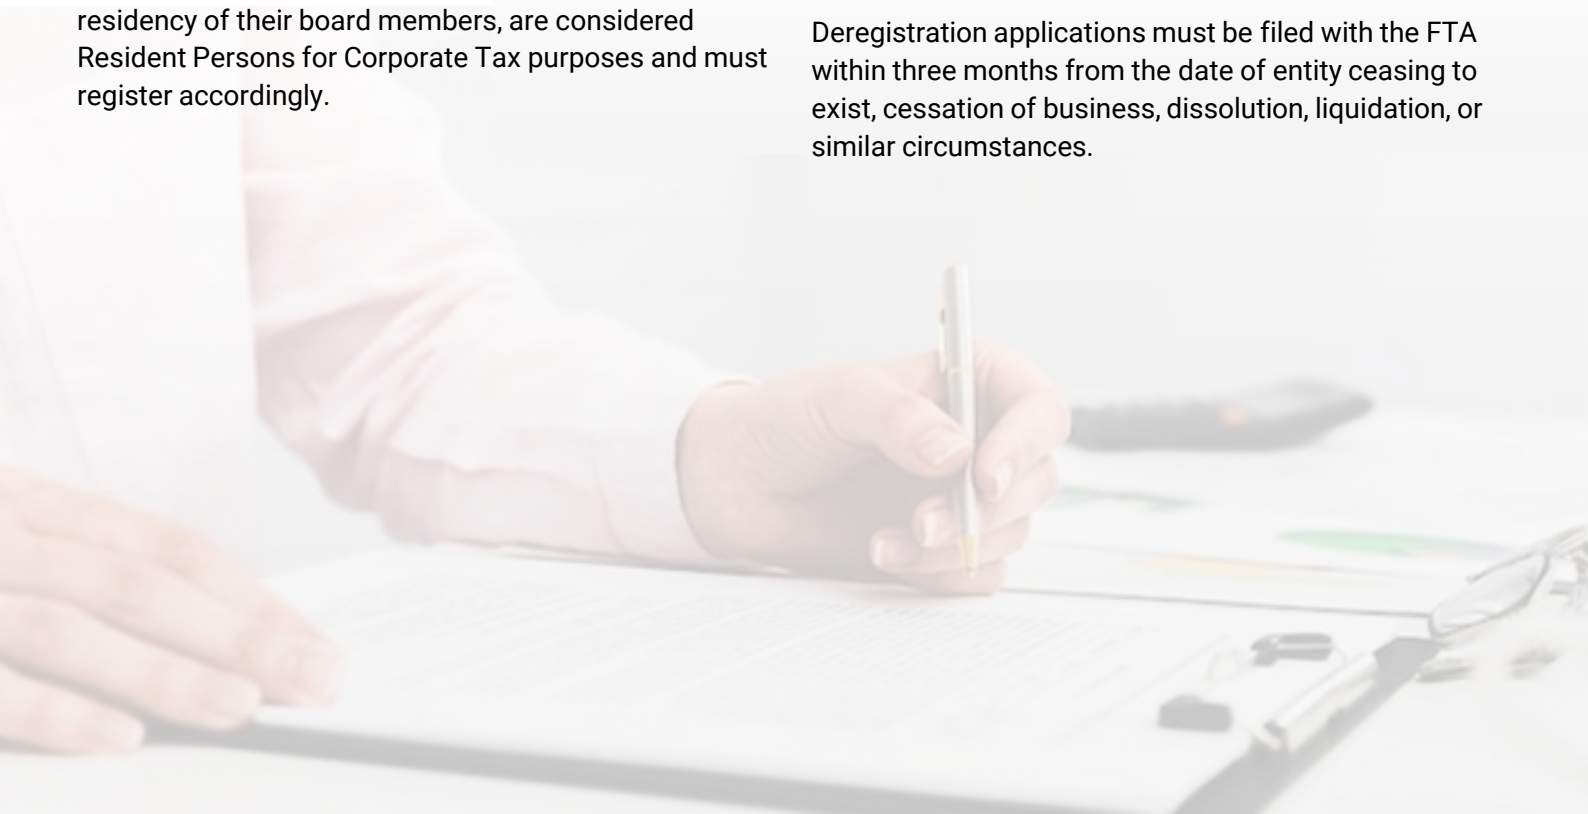 residency of their board members, are considered
Resident Persons for Corporate Tax purposes and must
register accordingly.
Deregistration applications must be filed with the FTA
within three months from the date of entity ceasing to
exist, cessation of business, dissolution, liquidation, or
similar circumstances.